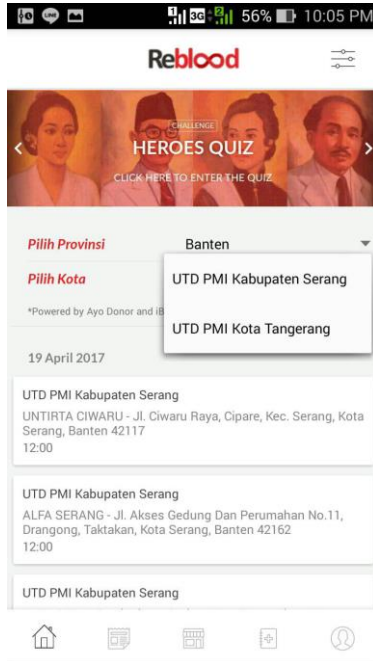 56% 10:05 PM
Reblood
CHALLENGE
HEROES QUIZ
CLICK HERE TO ENTER THE QUIZ
Pilih Provinsi Banten
Pilih Kota
UTD PMI Kabupaten Serang
*Powered by Ayo Donor and iB
UTD PMI Kota Tangerang
19 April 2017
UTD PMI Kabupaten Serang
UNTIRTA CIWARU - Jl. Ciwaru Raya, Cipare, Kec. Serang, Kota
Serang, Banten 42117
12:00
UTD PMI Kabupaten Serang
ALFA SERANG - Jl. Akses Gedung Dan Perumahan No.11,
Drangong, Taktakan, Kota Serang, Banten 42162
12:00
UTD PMI Kabupaten Serang